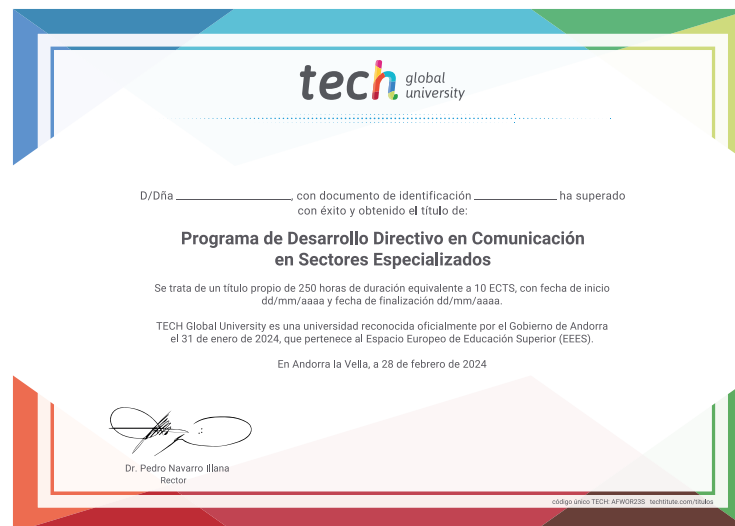 tech global university
D/Dña ____________, con documento de identificación ____________ ha superado
con éxito y obtenido el título de:
Programa de Desarrollo Directivo en Comunicación
en Sectores Especializados
Se trata de un título propio de 250 horas de duración equivalente a 10 ECTS, con fecha de inicio
dd/mm/aaaa y fecha de finalización dd/mm/aaaa.
TECH Global University es una universidad reconocida oficialmente por el Gobierno de Andorra
el 31 de enero de 2024, que pertenece al Espacio Europeo de Educación Superior (EEES).
En Andorra la Vella, a 28 de febrero de 2024
Dr. Pedro Navarro Illana
Rector
código único TECH: AFWOR23S techtitute.com/titulos